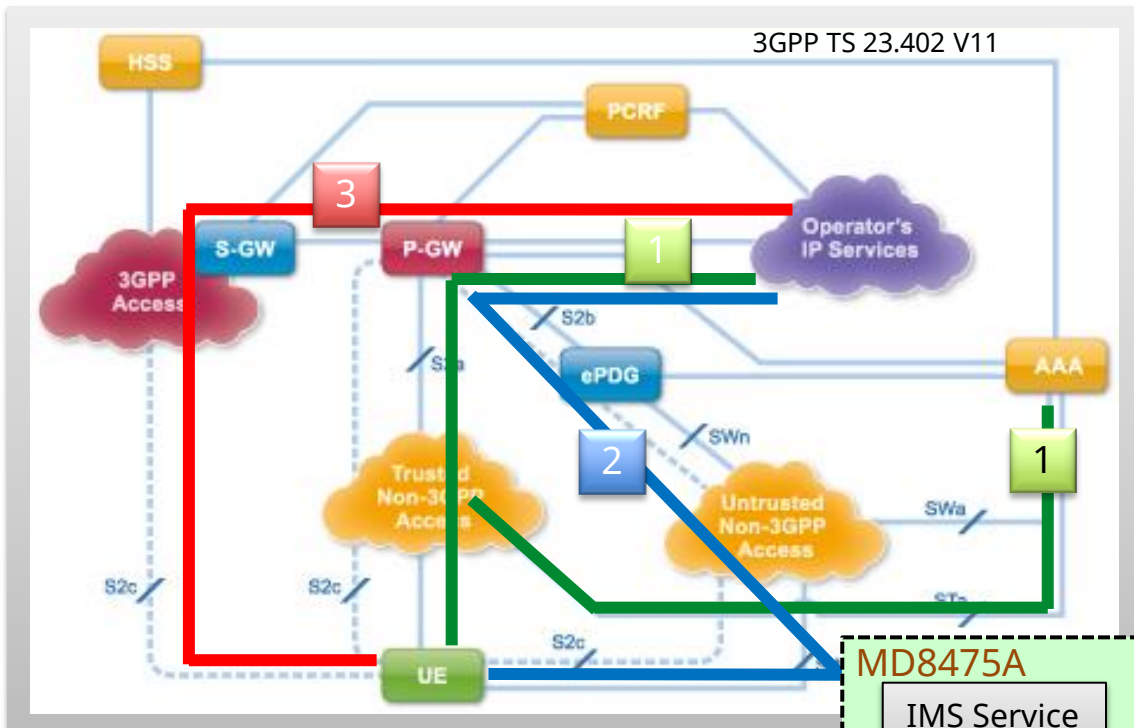 3GPP TS 23.402 V11
HSS
PCRF
3
S-GW
P-GW
1
Operator's
IP Services
3GPP
Access
S2b
ePDG
AAA
SWn
2
1
Trusted
Non-3GPP
Access
Untrusted
Non-3GPP
Access
SWa
S2c
S2c
S2c
UE
MD8475A
IMS Service